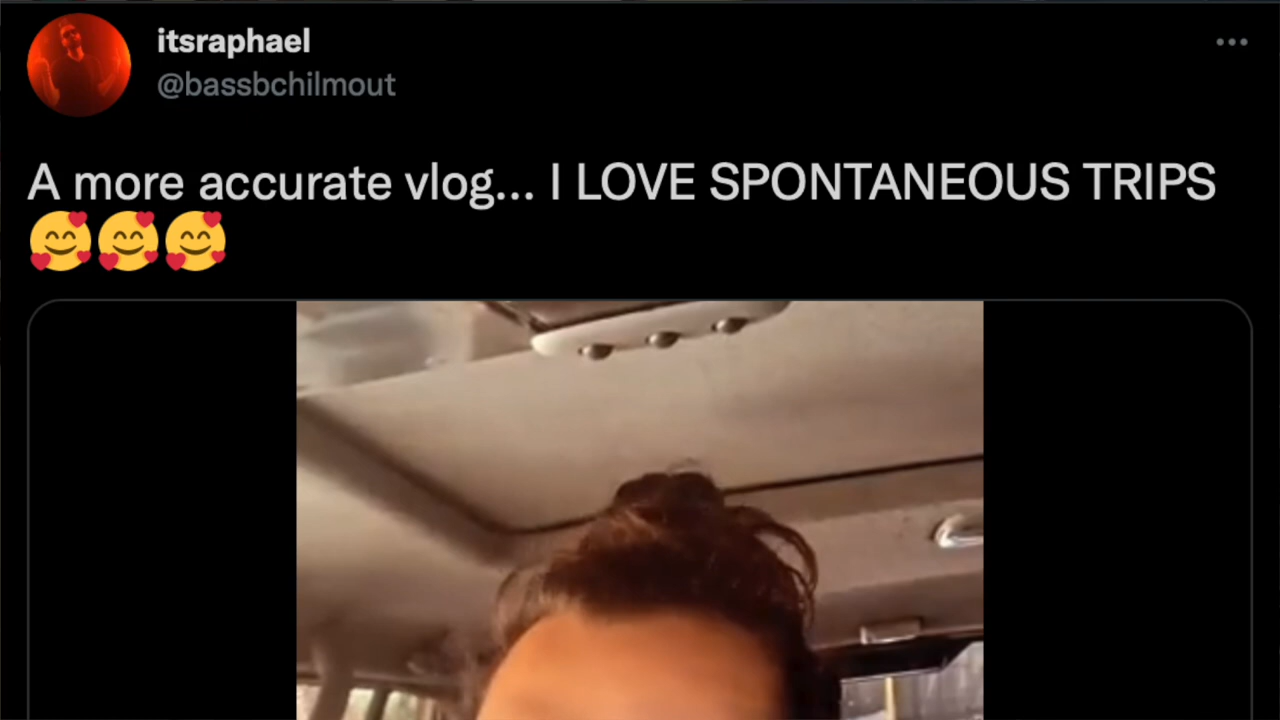 itsraphael
@bassbchilmout
A more accurate vlog... I LOVE SPONTANEOUS TRIPS
🥰🥰🥰